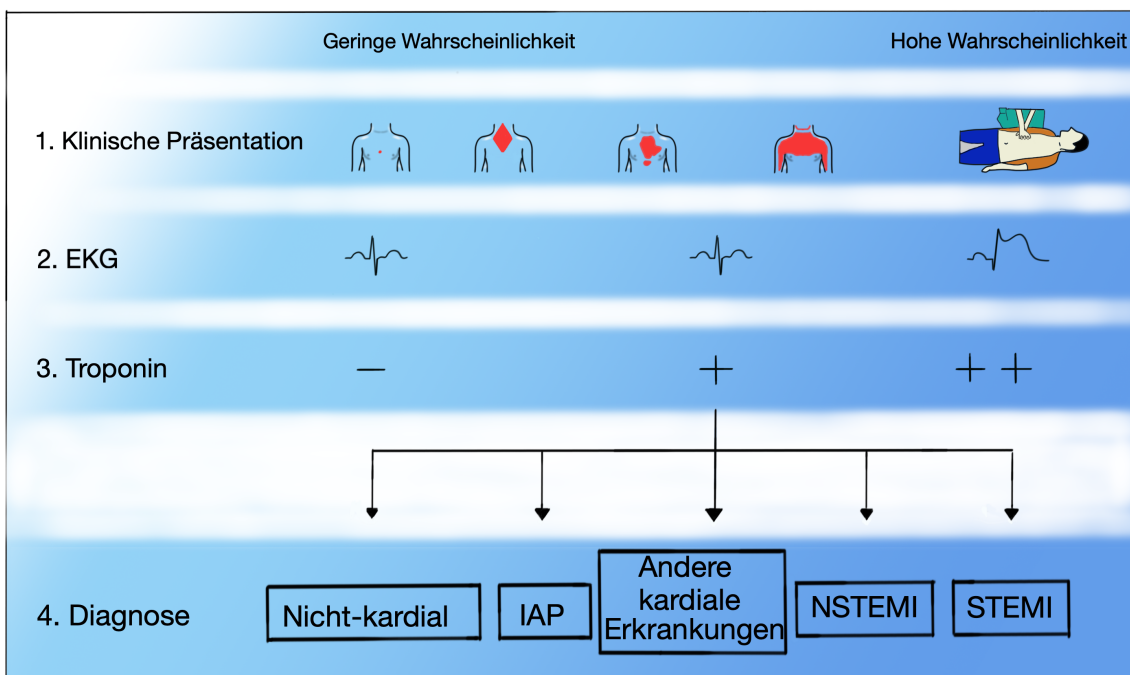 Geringe Wahrscheinlichkeit
Hohe Wahrscheinlichkeit
1. Klinische Präsentation
2. EKG
3. Troponin
4. Diagnose
Nicht-kardial
IAP
Andere
kardiale
Erkrankungen
NSTEMI
STEMI